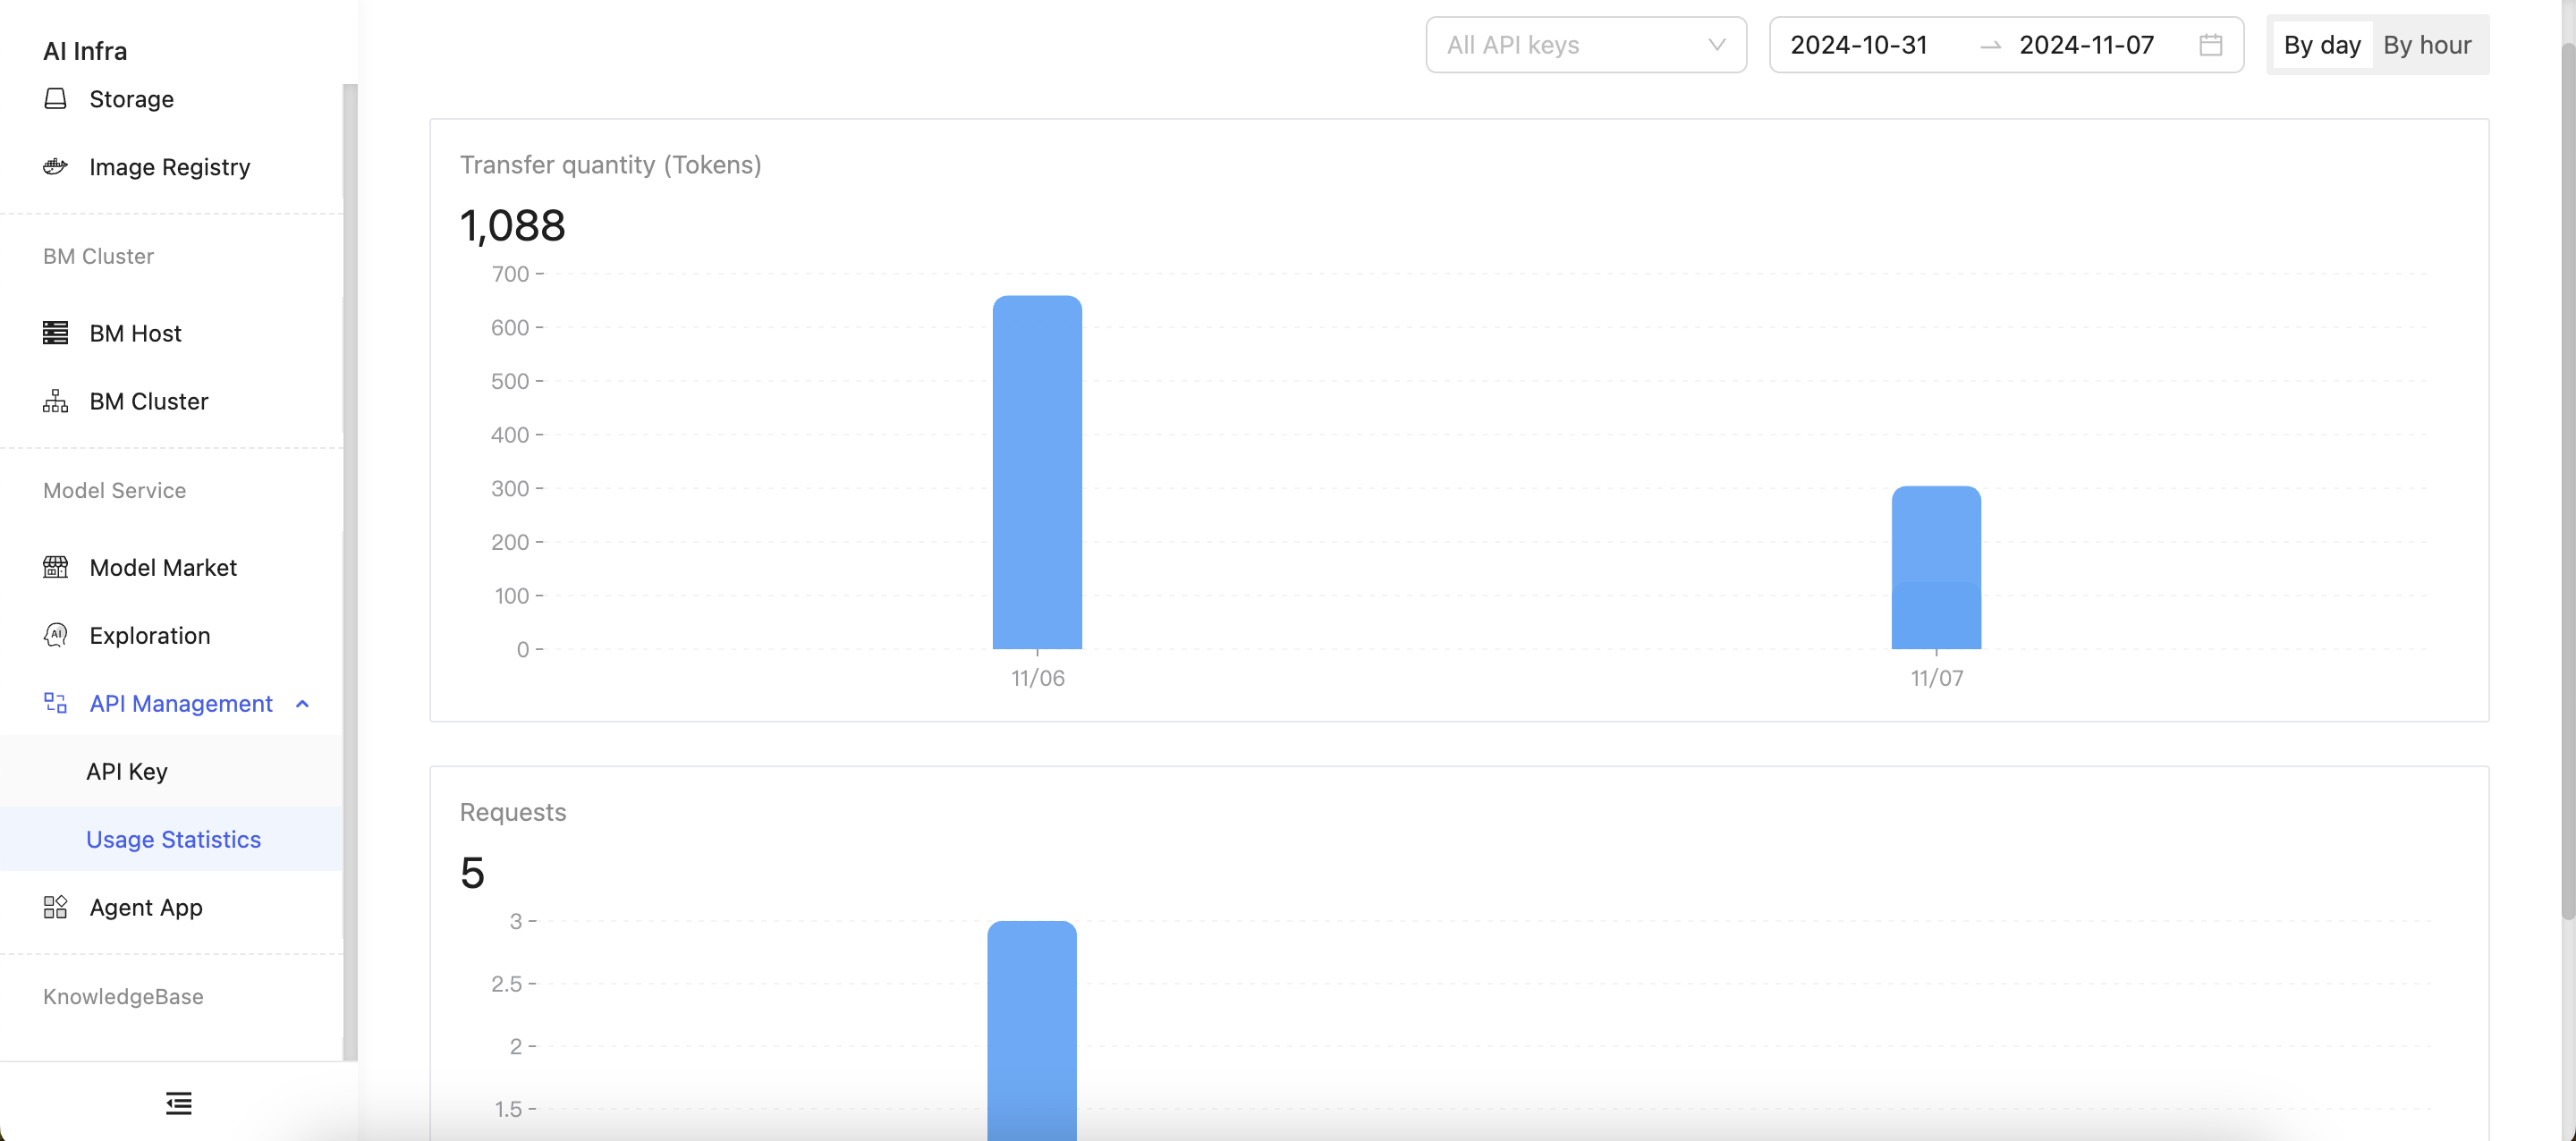 AI Infra
Storage
Image Registry
BM Cluster
BM Host
BM Cluster
Model Service
Model Market
Exploration
API Management
API Key
Usage Statistics
Agent App
KnowledgeBase
All API keys
2024-10-31
2024-11-07
By day
By hour
Transfer quantity (Tokens)
1,088
700
600
500
400
300
200
100
0
11/06
11/07
Requests
5
3
2.5
2
1.5